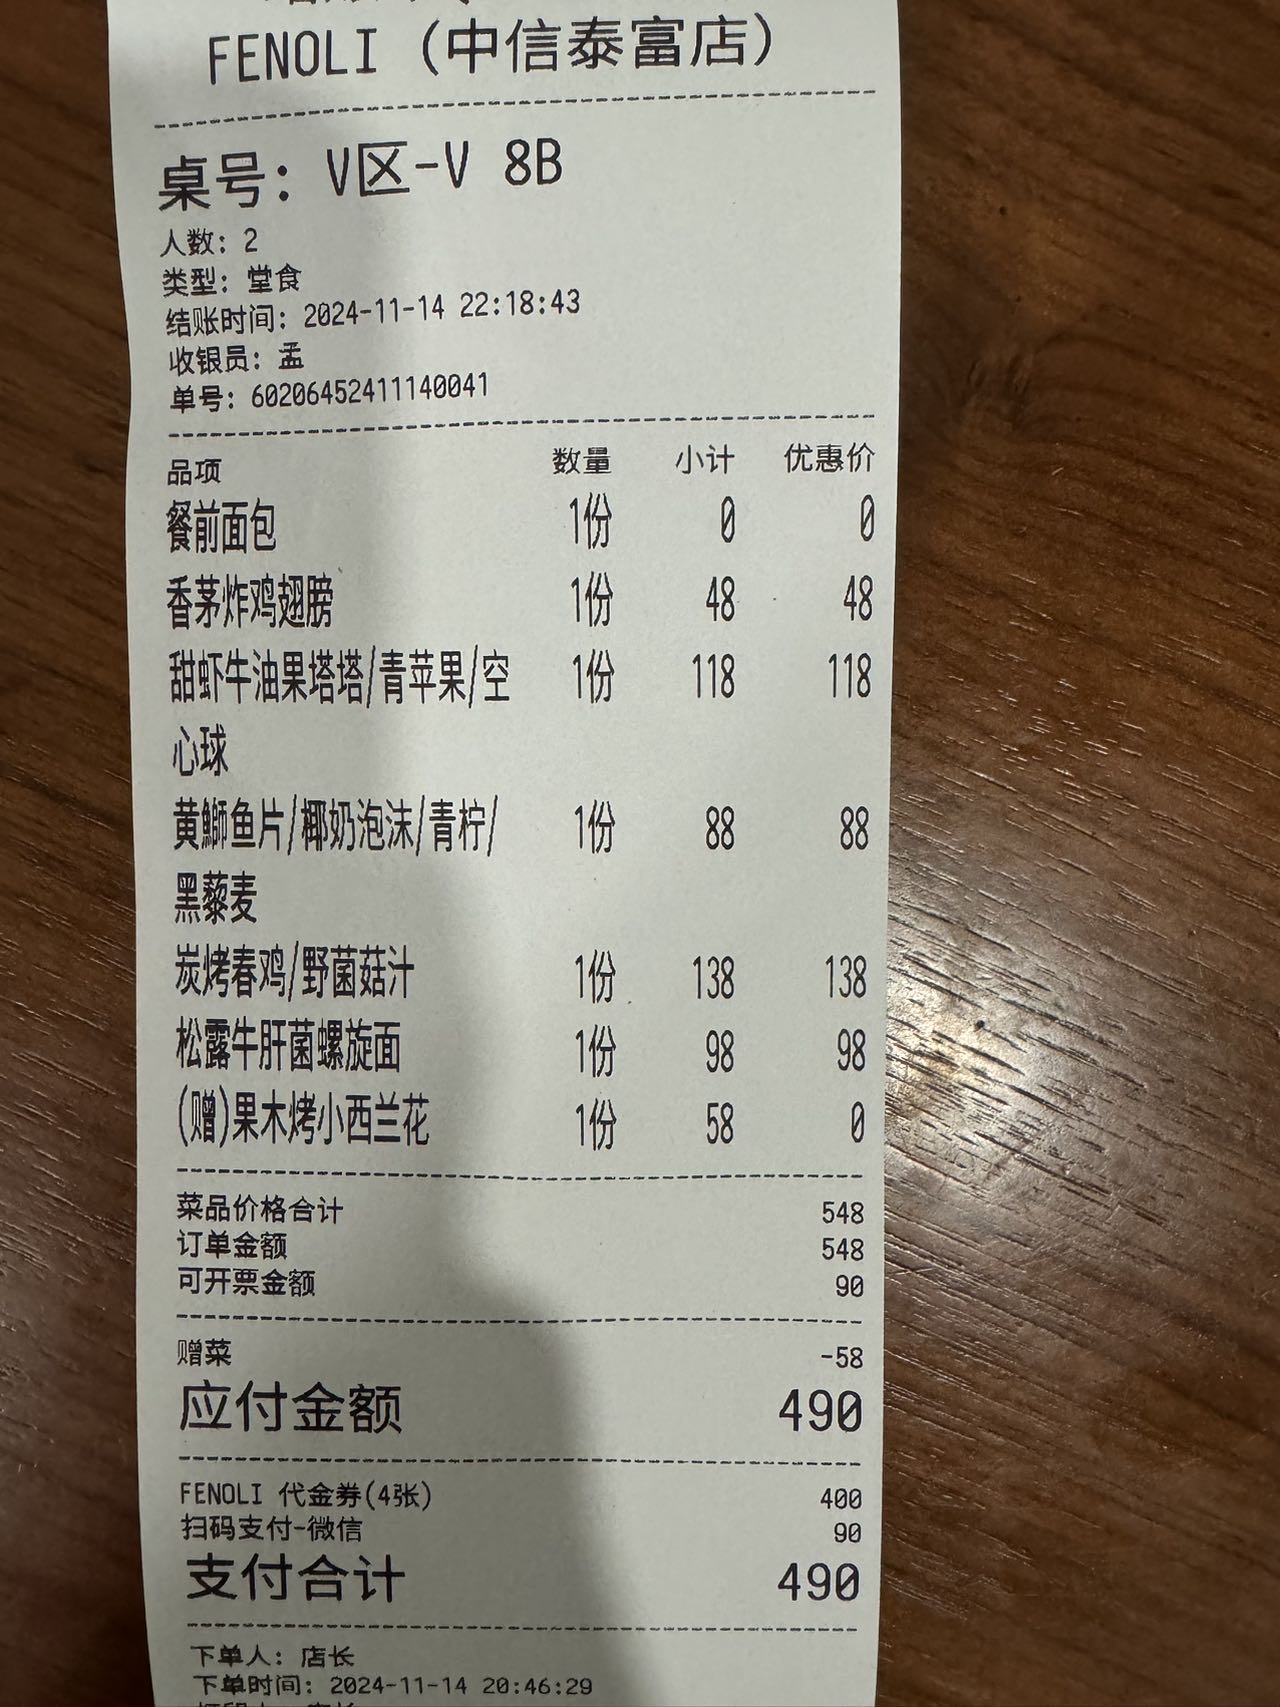 FENOLI (中信泰富店)
桌号: V区-V 8B
人数: 2
类型: 堂食
结账时间: 2024-11-14 22:18:43
收银员: 孟
单号: 60206452411140041
品项 数量 小计 优惠价
餐前面包 1份 0 0
香茅炸鸡翅膀 1份 48 48
甜虾牛油果塔塔/青苹果/空 1份 118 118
心球
黄鰤鱼片/椰奶泡沫/青柠/ 1份 88 88
黑藜麦
炭烤春鸡/野菌菇汁 1份 138 138
松露牛肝菌螺旋面 1份 98 98
(赠)果木烤小西兰花 1份 58 0
菜品价格合计 548
订单金额 548
可开票金额 90
赠菜 -58
应付金额 490
FENOLI 代金券(4张) 400
扫码支付-微信 90
支付合计 490
下单人: 店长
下单时间: 2024-11-14 20:46:29